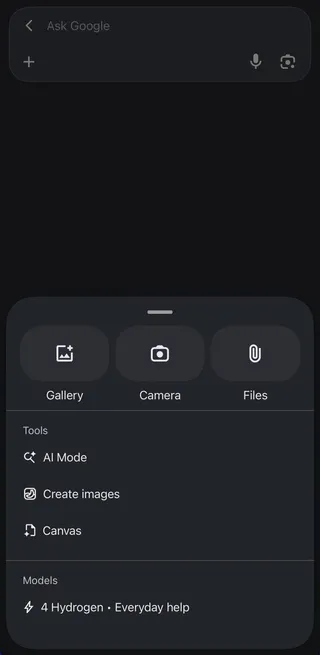 Ask Google
Gallery
Camera
Files
Tools
AI Mode
Create images
Canvas
Models
4 Hydrogen • Everyday help